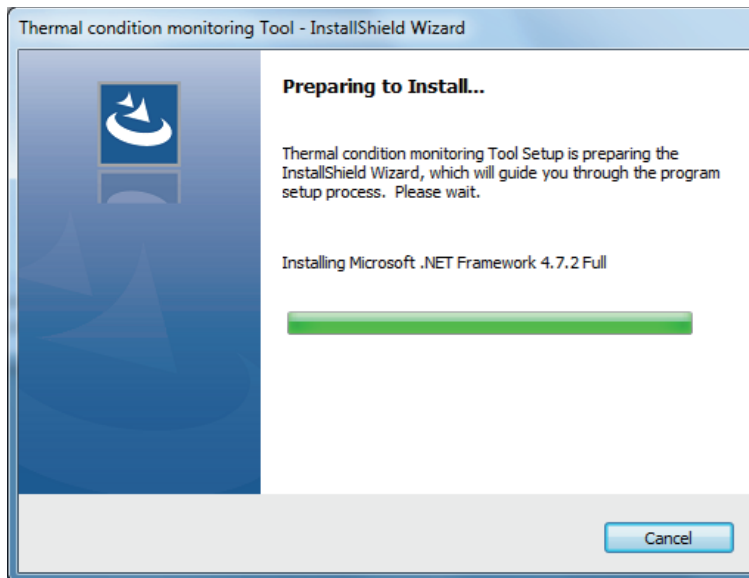 Thermal condition monitoring Tool - InstallShield Wizard
Preparing to Install...
Thermal condition monitoring Tool Setup is preparing the
InstallShield Wizard, which will guide you through the program
setup process.  Please wait.
Installing Microsoft .NET Framework 4.7.2 Full
Cancel